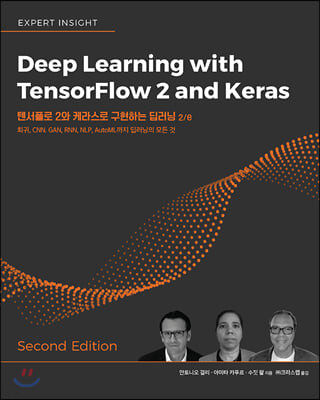 EXPERT INSIGHT
Deep Learning with
TensorFlow 2 and Keras
텐서플로 2와 케라스로 구현하는 딥러닝 2/e
회귀, CNN, GAN, RNN, NLP, AutoML까지 딥러닝의 모든 것
Second Edition
안토니오 걸리 · 아미타 카푸르 · 수짓 팔 지음 ㈜크라스랩 옮김